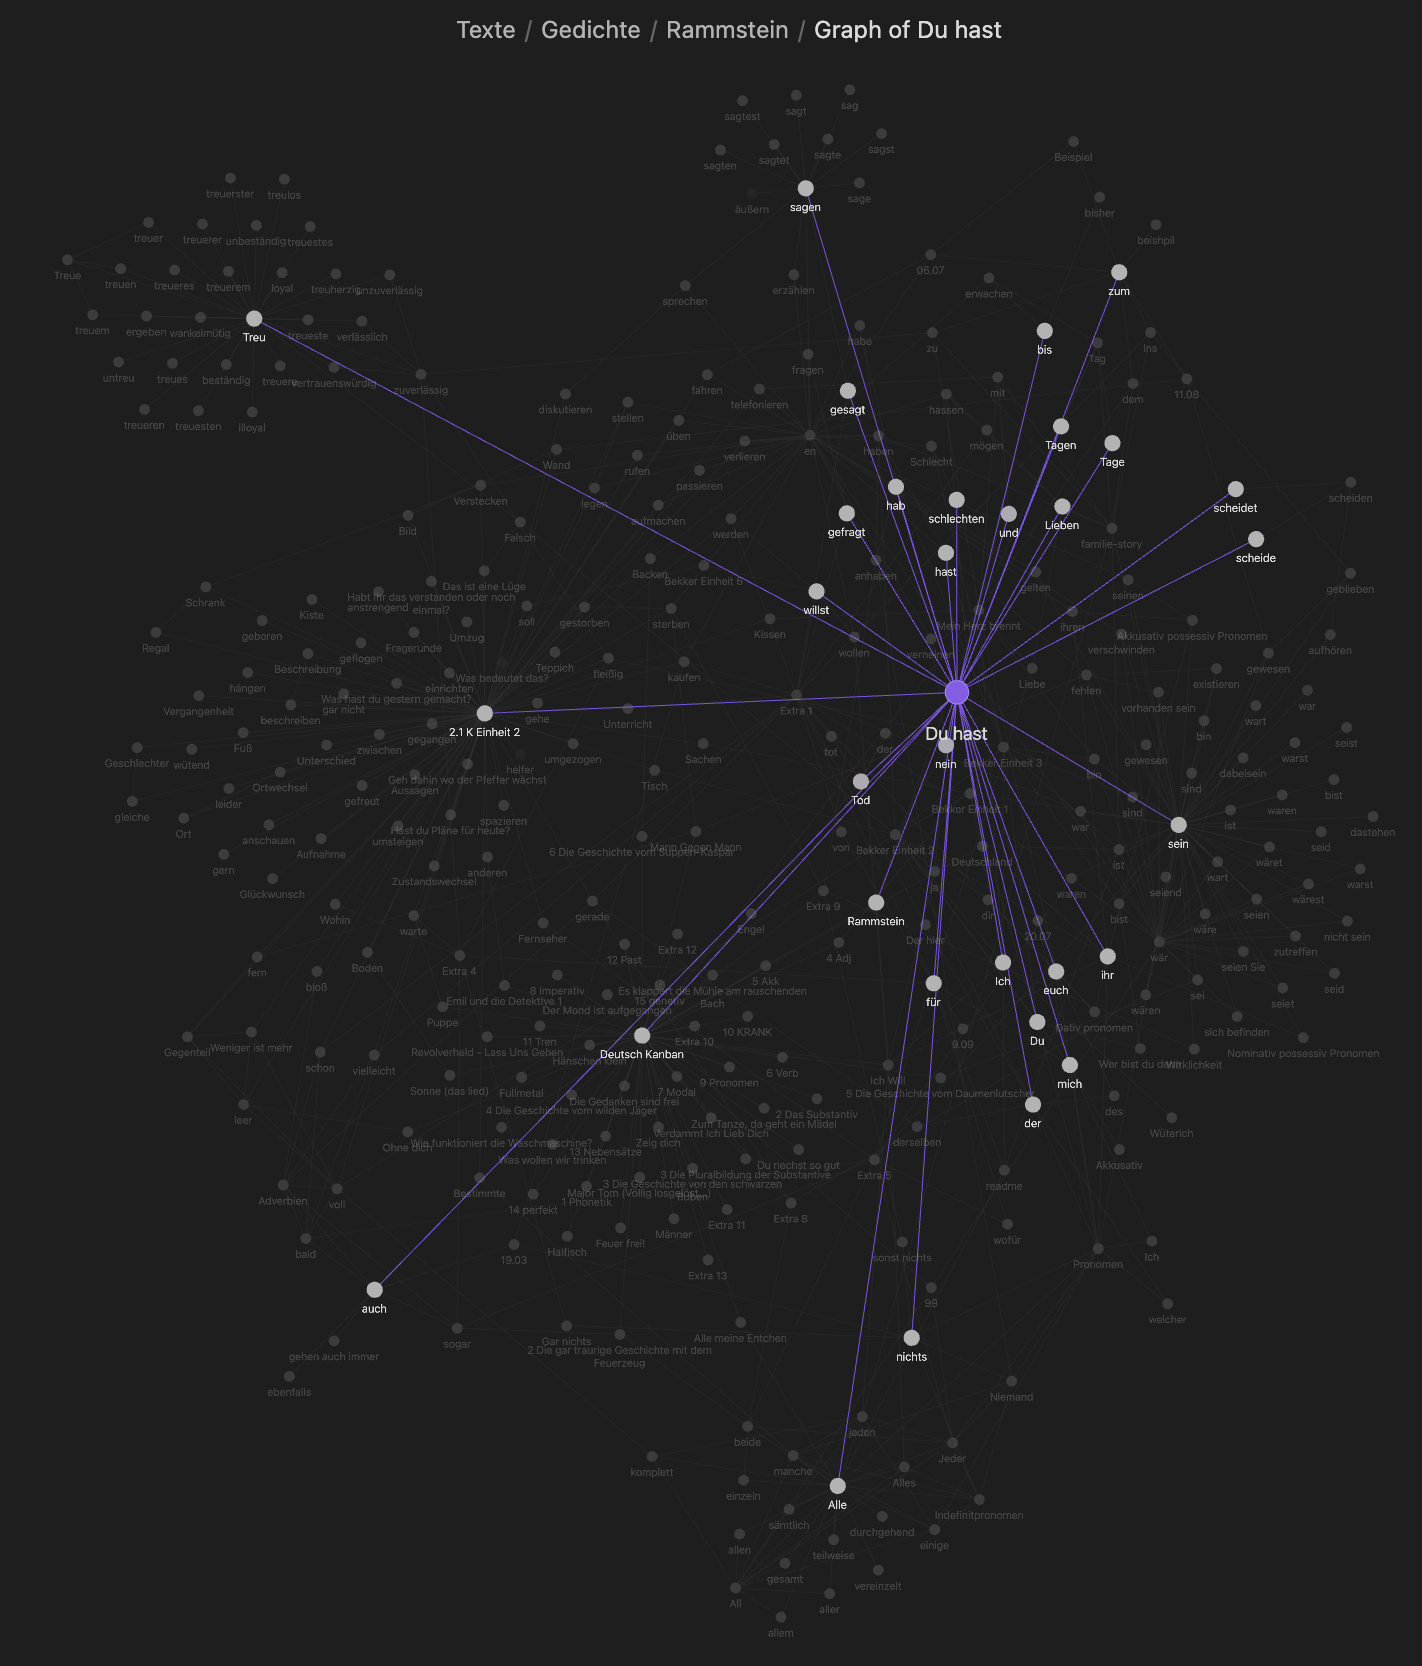 Texte / Gedichte / Rammstein / Graph of Du hast
sagtest
sagt
sag
sagten
sagtet
sagte
sagst
äußern
sagen
sage
Beispiel
bisher
beishpil
treuerster
treulos
treuer
treuerer
unbeständig
treuestes
Treue
treuen
treueres
treuerem
loyal
treuherzig
unzuverlässig
treuem
ergeben
wankelmütig
Treu
treueste
verlässlich
untreu
treues
beständig
treuere
vertrauenswürdig
zuverlässig
treueren
treuesten
illoyal
sprechen
erzählen
06.07
erwachen
zum
habe
zu
bis
Tag
Ins
fragen
fahren
telefonieren
gesagt
hassen
mit
dem
11.08
diskutieren
stellen
üben
verlieren
en
haben
Schlecht
mögen
Tagen
Tage
Wand
rufen
passieren
Verstecken
legen
aufmachen
hab
schlechten
und
Lieben
scheidet
scheiden
Bild
Falsch
werden
gefragt
hast
familie-story
scheide
Backen
Bekker Einheit 6
anhaben
gelten
seinen
geblieben
Das ist eine Lüge
Habt ihr das verstanden oder noch
einmal?
anstrengend
Schrank
Kiste
soll
gestorben
sterben
willst
Mein Herz brennt
ihren
Akkusativ possessiv Pronomen
geboren
Fragerunde
Umzug
Kissen
wollen
verneinen
verschwinden
aufhören
Regal
Beschreibung
geflogen
Teppich
fleißig
kaufen
Liebe
fehlen
existieren
gewesen
hängen
einrichten
Was bedeutet das?
Was hast du gestern gemacht?
gar nicht
Vergangenheit
beschreiben
gehe
Unterricht
Extra 1
vorhanden sein
wart
war
bin
2.1 K Einheit 2
Du hast
Fuß
zwischen
gegangen
Geschlechter
wütend
Unterschied
umgezogen
Sachen
tot
der
nein
Bekker Einheit 3
bin
gewesen
dabeisein
warst
seist
helfer
Geh dahin wo der Pfeffer wächst
Aussagen
Ortwechsel
gefreut
Tisch
Tod
sind
waren
bist
leider
gleiche
Ort
anschauen
spazieren
Hast du Pläne für heute?
umsteigen
Bekker Einheit 1
war
sind
ist
seid
dastehen
sein
Aufnahme
6 Die Geschichte vom Suppen-Kaspar
Mann Gegen Mann
von
Bekker Einheit 2
Deutschland
ist
wart
wäret
warst
gern
Glückwunsch
Zustandswechsel
anderen
ja
waren
seiend
wärest
Wohin
warte
gerade
Extra 9
dir
bist
wäre
seien
nicht sein
Fernseher
Engel
Rammstein
Der hier
20.07
wär
zutreffen
12 Past
Extra 12
4 Adj
seien Sie
fern
Boden
Extra 4
bloß
5 Akk
Ich
euch
ihr
sei
seiet
seid
8 Imperativ
Es klappert die Mühle am rauschenden
Bach
15 genetiv
Emil und die Detektive 1
Der Mond ist aufgegangen
Puppe
für
wären
sich befinden
10 KRANK
Dativ pronomen
Du
Gegenteil
Weniger ist mehr
11 Tren
Extra 10
9.09
Revolverheld - Lass Uns Gehen
Deutsch Kanban
Hänschen klein
Nominativ possessiv Pronomen
Wer bist du denn
Wirklichkeit
schon
vielleicht
6 Verb
Ich Will
mich
Sonne (das lied)
Fullmetal
7 Modal
9 Pronomen
5 Die Geschichte vom Daumenlutscher
Die Gedanken sind frei
4 Die Geschichte vom wilden Jäger
2 Das Substantiv
des
der
leer
Zum Tanze, da geht ein Mädel
Verdammt Ich Lieb Dich
Wüterich
Ohne dich
Wie funktioniert die Waschmaschine?
Zeig dich
derselben
13 Nebensätze
Was wollen wir trinken
Du riechst so gut
Akkusativ
3 Die Pluralbildung der Substantive
Extra 5
readme
3 Die Geschichte von den schwarzen
Buben
Adverbien
voll
Bestimmte
Major Tom (Völlig losgelöst...)
1 Phonetik
14 perfekt
Extra 11
Extra 8
Männer
wofür
bald
19.03
Haifisch
Feuer frei!
sonst nichts
Pronomen
Ich
Extra 13
auch
99
welcher
gehen auch immer
sogar
Gar nichts
Alle meine Entchen
2 Die gar traurige Geschichte mit dem
Feuerzeug
nichts
ebenfalls
Niemand
beide
jeden
Jeder
komplett
manche
Alles
einzeln
Alle
Indefinitpronomen
sämtlich
durchgehend
einige
allen
teilweise
gesamt
vereinzelt
All
aller
allem